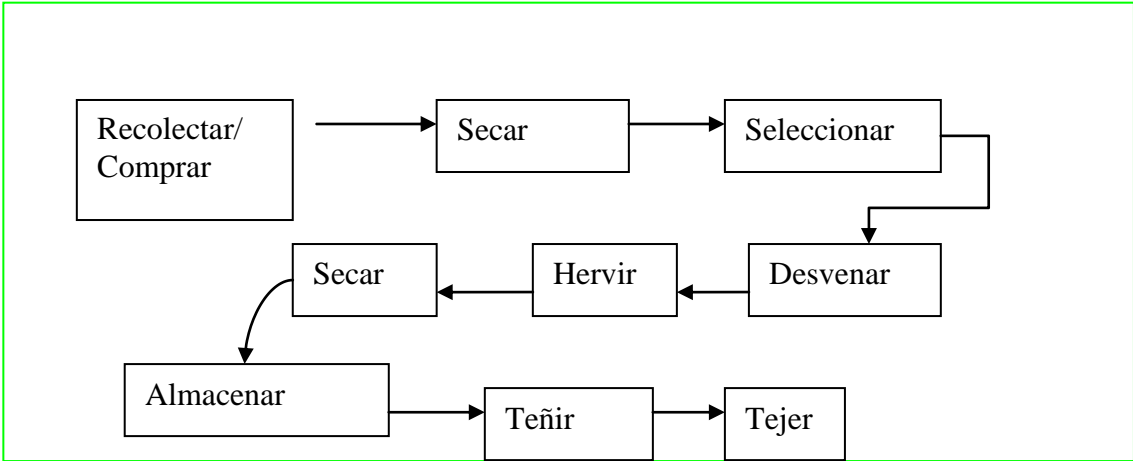 Recolectar/
Comprar
Secar
Seleccionar
Desvenar
Hervir
Secar
Almacenar
Teñir
Tejer